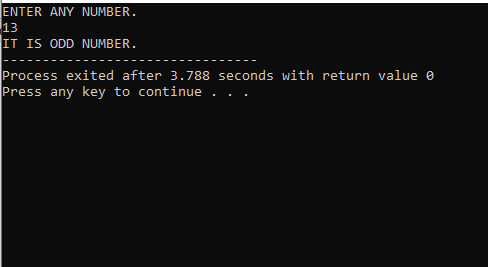 ENTER ANY NUMBER.
13
IT IS ODD NUMBER.
--------------------------------
Process exited after 3.788 seconds with return value 0
Press any key to continue . . .